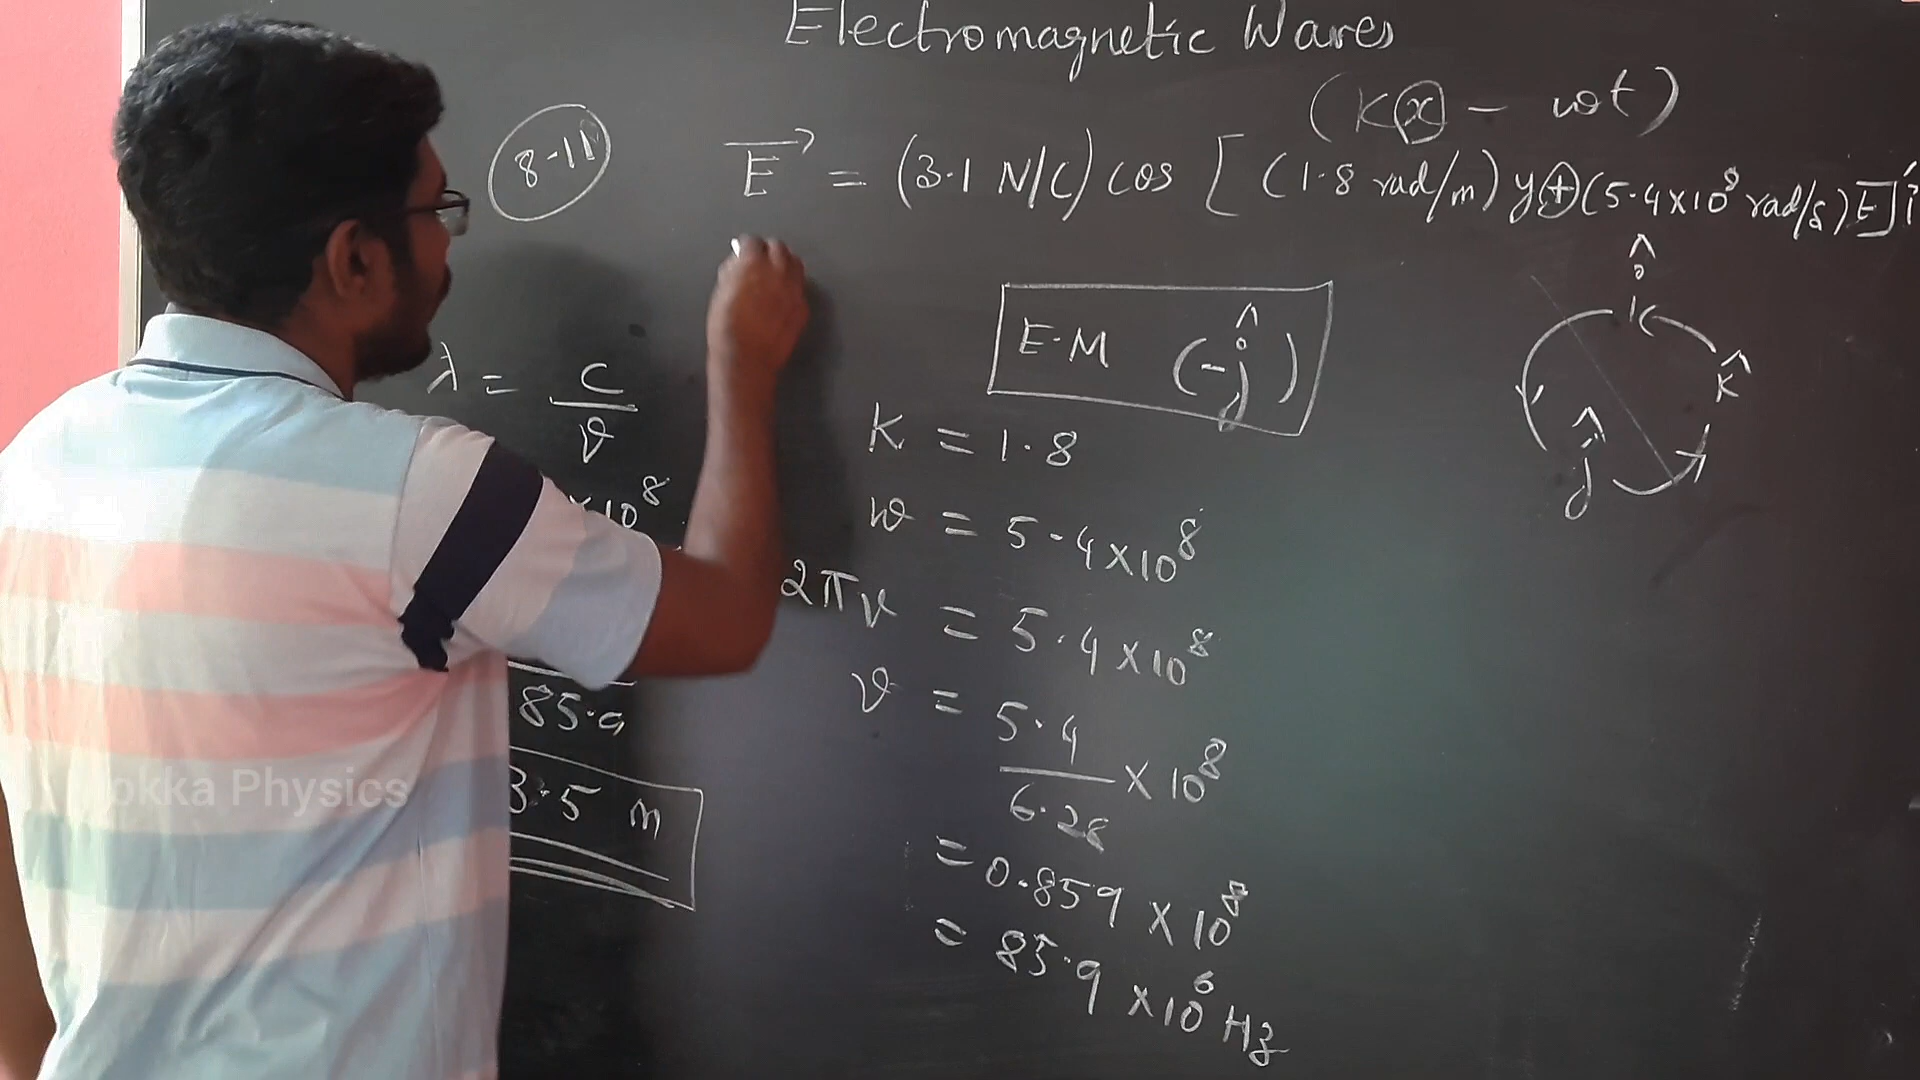 Electromagnetic Waves
(Kx - wt)
8.11
E→ = (3.1 N/C) cos [(1.8 rad/m) y + (5.4×10⁸ rad/s) t] î
î
E.M (-ĵ)
k̂
ĵ
λ = c/ν
×10⁸
85.9
3.5 m
K = 1.8
w = 5.4×10⁸
2πν = 5.4×10⁸
ν = 5.4/6.28 × 10⁸
= 0.859 × 10⁸
= 85.9 × 10⁶ Hz
okka Physics